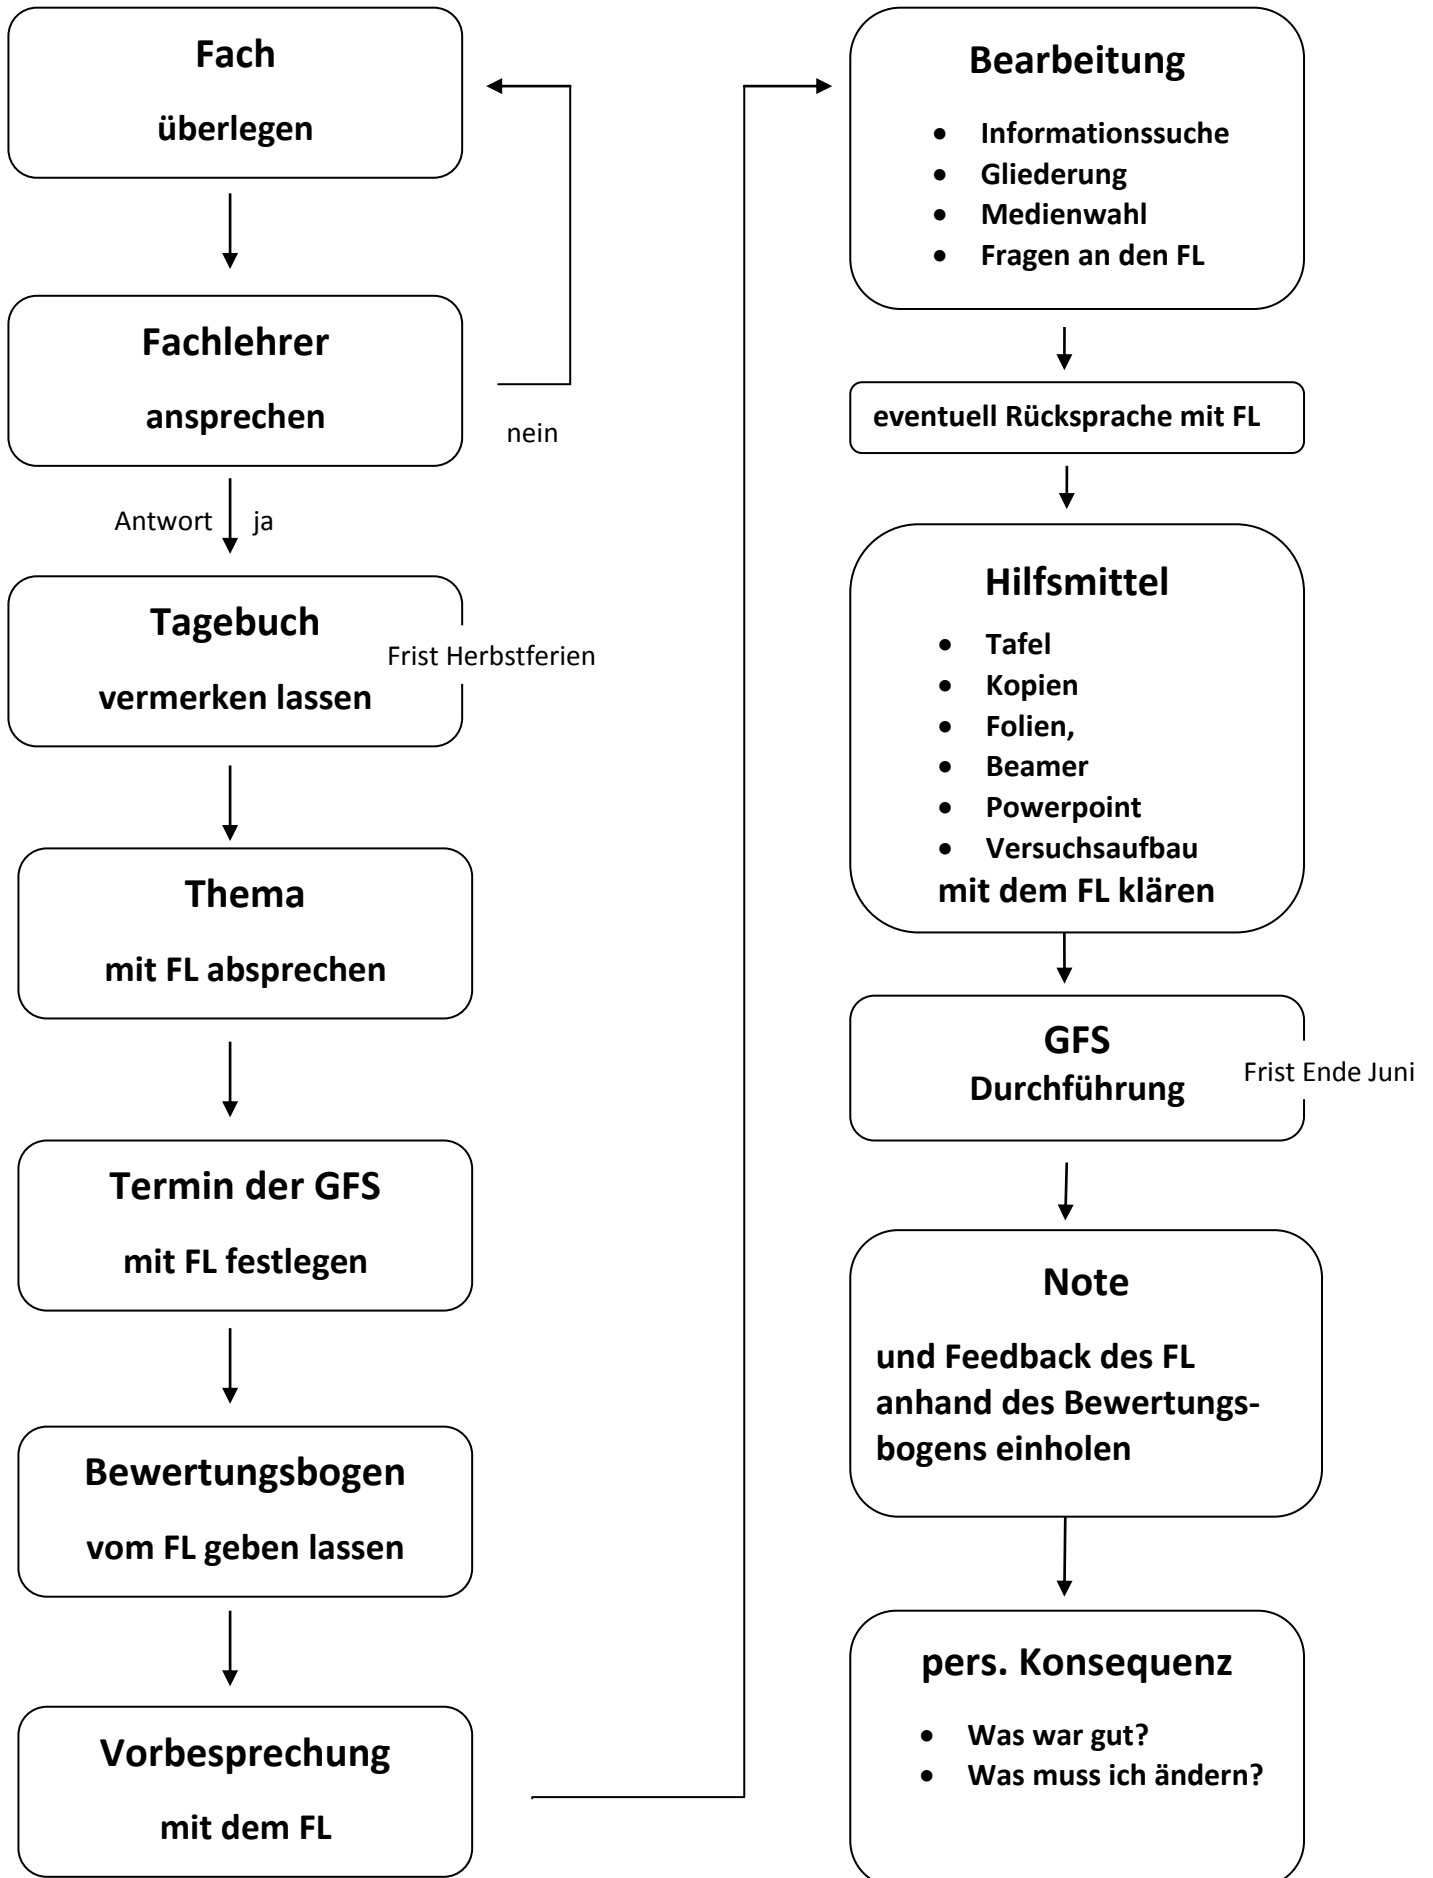 Fach
überlegen
Fachlehrer
ansprechen
nein
Antwort ja
Tagebuch
vermerken lassen
Frist Herbstferien
Thema
mit FL absprechen
Termin der GFS
mit FL festlegen
Bewertungsbogen
vom FL geben lassen
Vorbesprechung
mit dem FL
Bearbeitung
• Informationssuche
• Gliederung
• Medienwahl
• Fragen an den FL
eventuell Rücksprache mit FL
Hilfsmittel
• Tafel
• Kopien
• Folien,
• Beamer
• Powerpoint
• Versuchsaufbau
mit dem FL klären
GFS
Durchführung
Frist Ende Juni
Note
und Feedback des FL
anhand des Bewertungs-
bogens einholen
pers. Konsequenz
• Was war gut?
• Was muss ich ändern?